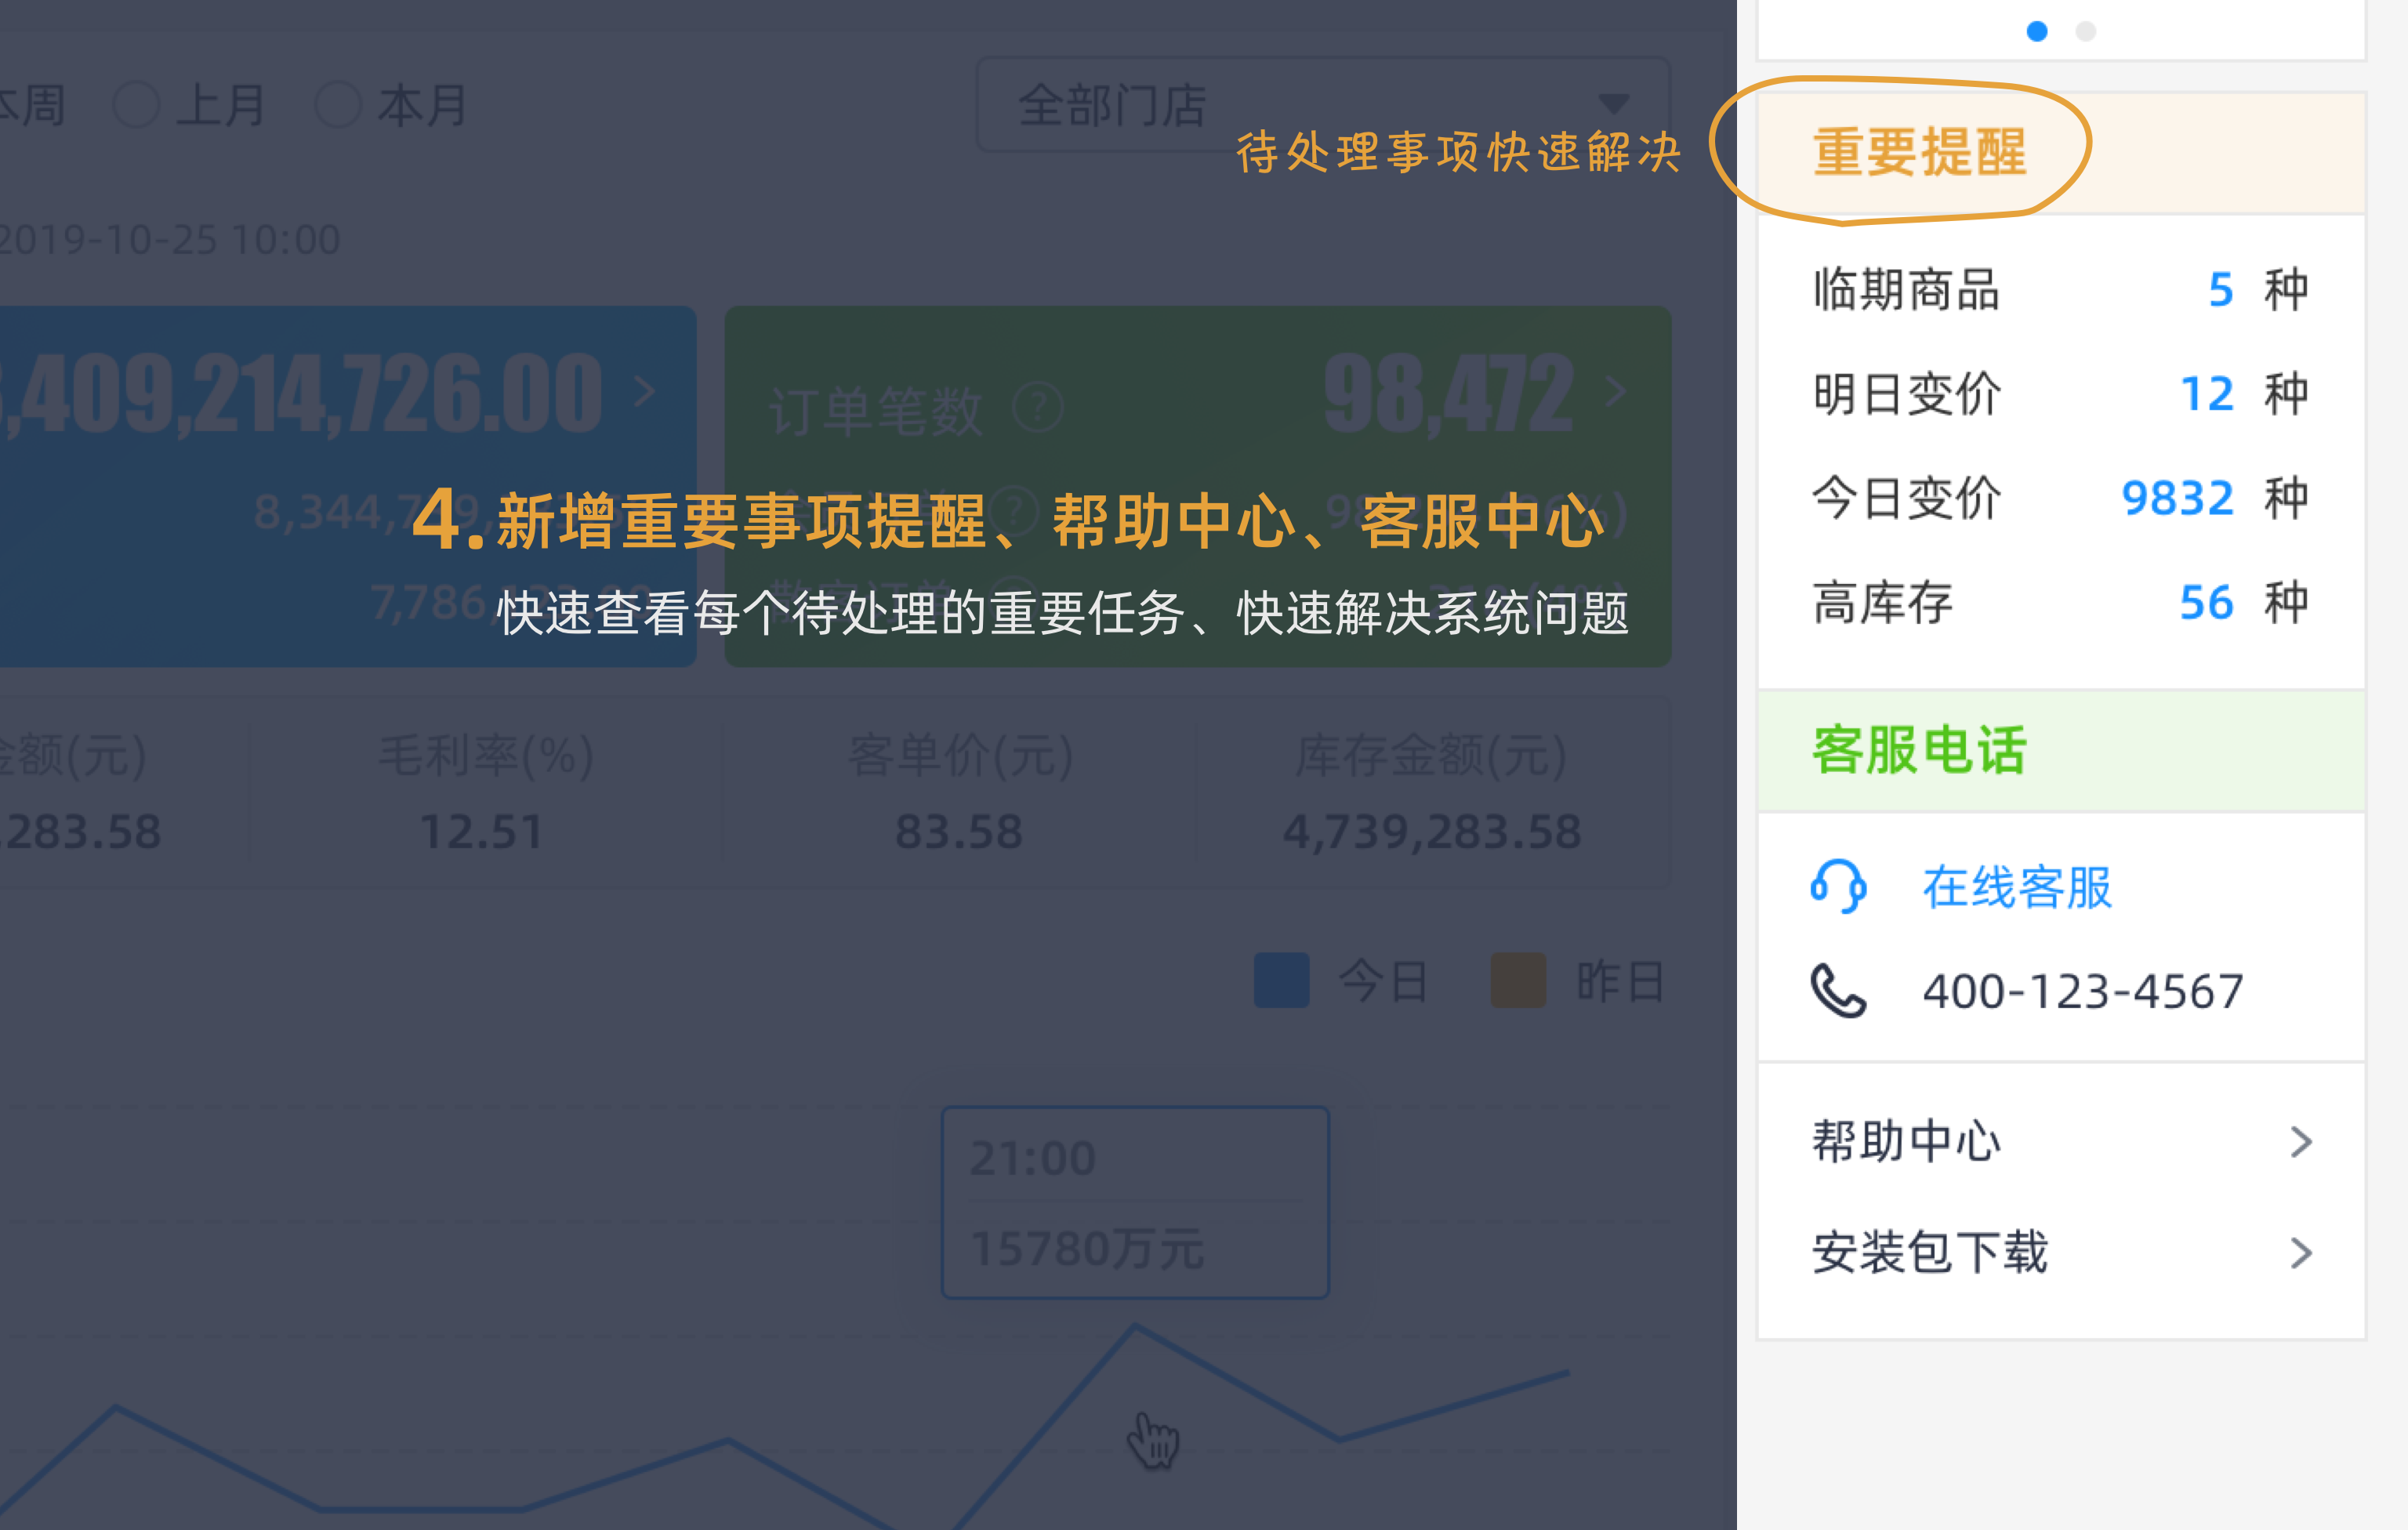 本周 上月 本月 全部门店
待处理事项快速解决
2019-10-25 10:00
,409,214,726.00
订单笔数 ? 98,472
4.新增重要事项提醒、帮助中心、客服中心
快速查看每个待处理的重要任务、快速解决系统问题
金额(元) 毛利率(%) 客单价(元) 库存金额(元)
283.58 12.51 83.58 4,739,283.58
今日 昨日
21:00
15780万元
重要提醒
临期商品 5 种
明日变价 12 种
今日变价 9832 种
高库存 56 种
客服电话
在线客服
400-123-4567
帮助中心
安装包下载